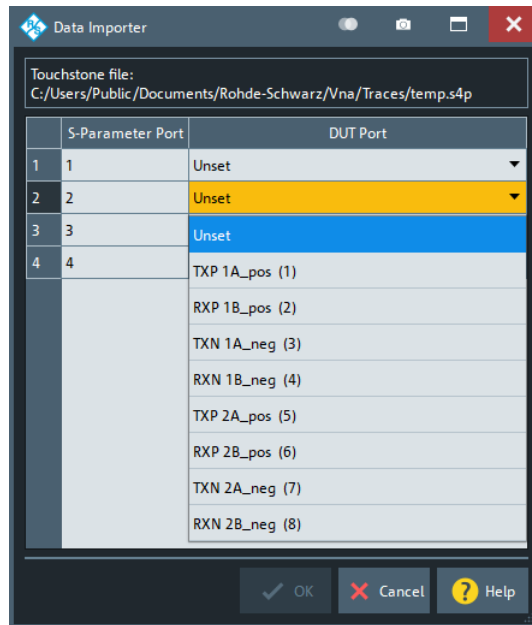 R&S Data Importer
Touchstone file:
C:/Users/Public/Documents/Rohde-Schwarz/Vna/Traces/temp.s4p
S-Parameter Port DUT Port
1 1 Unset
2 2 Unset
3 3 Unset
4 4 TXP 1A_pos (1)
RXP 1B_pos (2)
TXN 1A_neg (3)
RXN 1B_neg (4)
TXP 2A_pos (5)
RXP 2B_pos (6)
TXN 2A_neg (7)
RXN 2B_neg (8)
OK Cancel ? Help